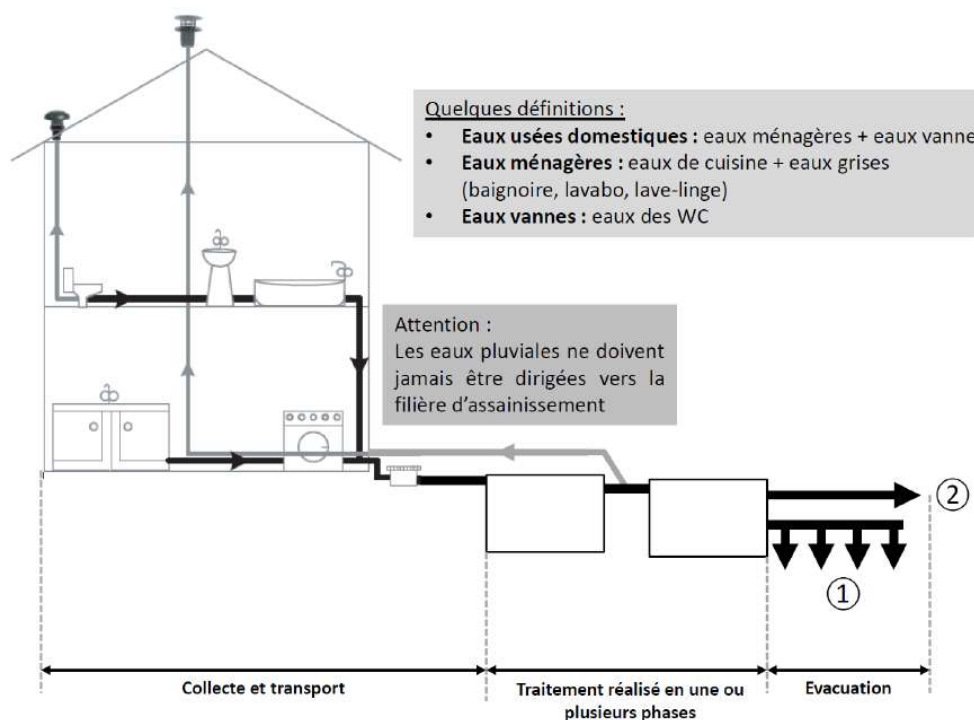 Quelques définitions :
• Eaux usées domestiques : eaux ménagères + eaux vanne
• Eaux ménagères : eaux de cuisine + eaux grises
(baignoire, lavabo, lave-linge)
• Eaux vannes : eaux des WC
Attention :
Les eaux pluviales ne doivent
jamais être dirigées vers la
filière d'assainissement
②
①
Collecte et transport
Traitement réalisé en une ou
plusieurs phases
Evacuation